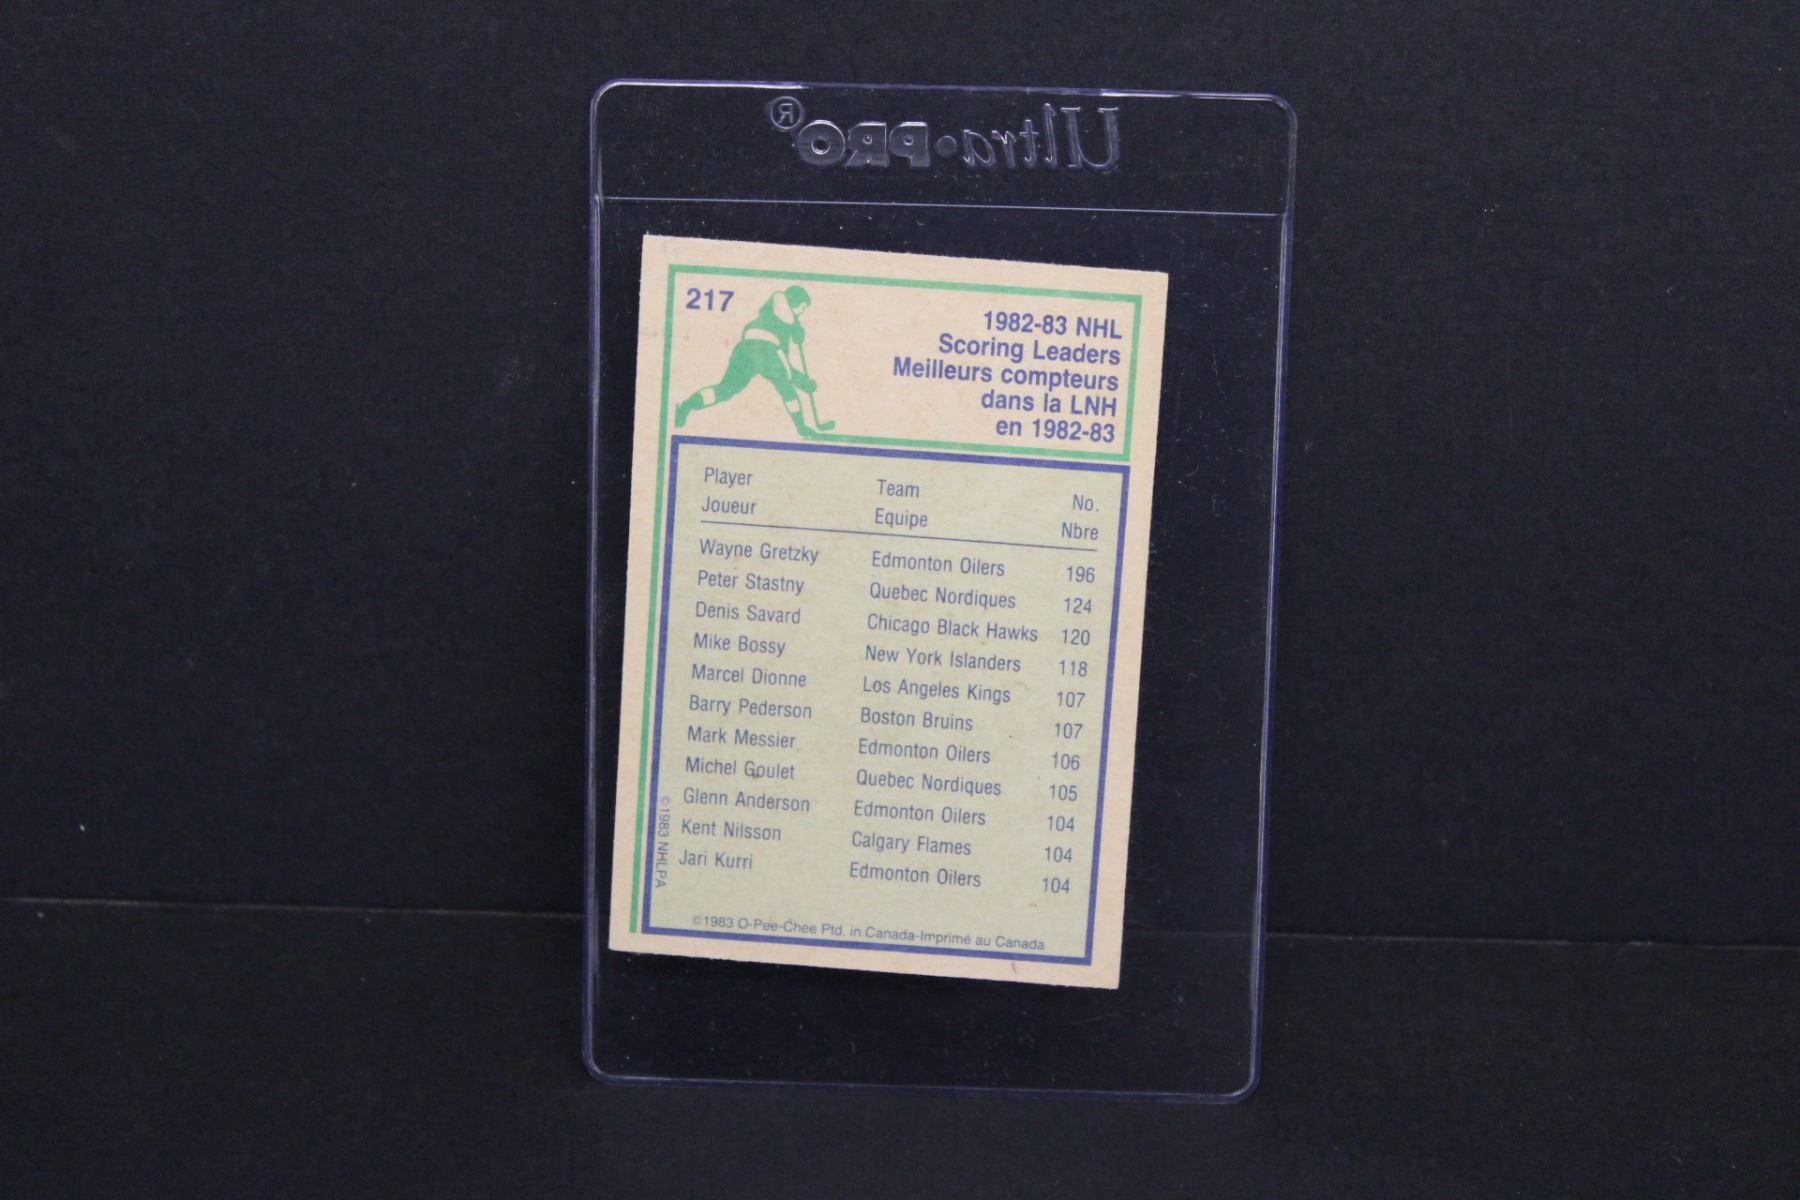 Ultra•PRO®
217
1982-83 NHL
Scoring Leaders
Meilleurs compteurs
dans la LNH
en 1982-83
Player Team No.
Joueur Equipe Nbre
Wayne Gretzky Edmonton Oilers 196
Peter Stastny Quebec Nordiques 124
Denis Savard Chicago Black Hawks 120
Mike Bossy New York Islanders 118
Marcel Dionne Los Angeles Kings 107
Barry Pederson Boston Bruins 107
Mark Messier Edmonton Oilers 106
Michel Goulet Quebec Nordiques 105
Glenn Anderson Edmonton Oilers 104
Kent Nilsson Calgary Flames 104
Jari Kurri Edmonton Oilers 104
©1983 NHLPA
©1983 O-Pee-Chee Ptd. in Canada-Imprimé au Canada